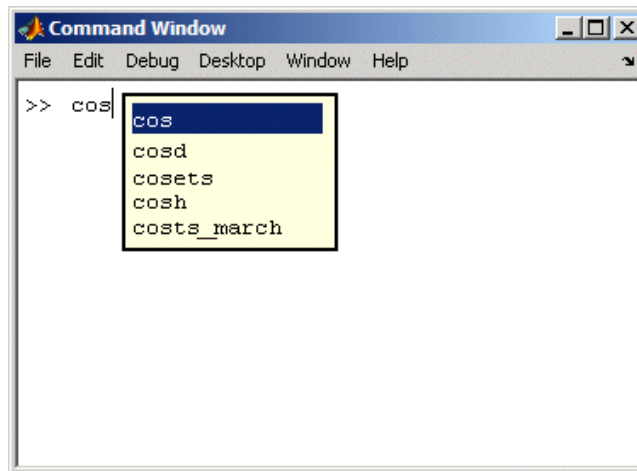 Command Window
File Edit Debug Desktop Window Help
>> cos
cos
cosd
cosets
cosh
costs_march